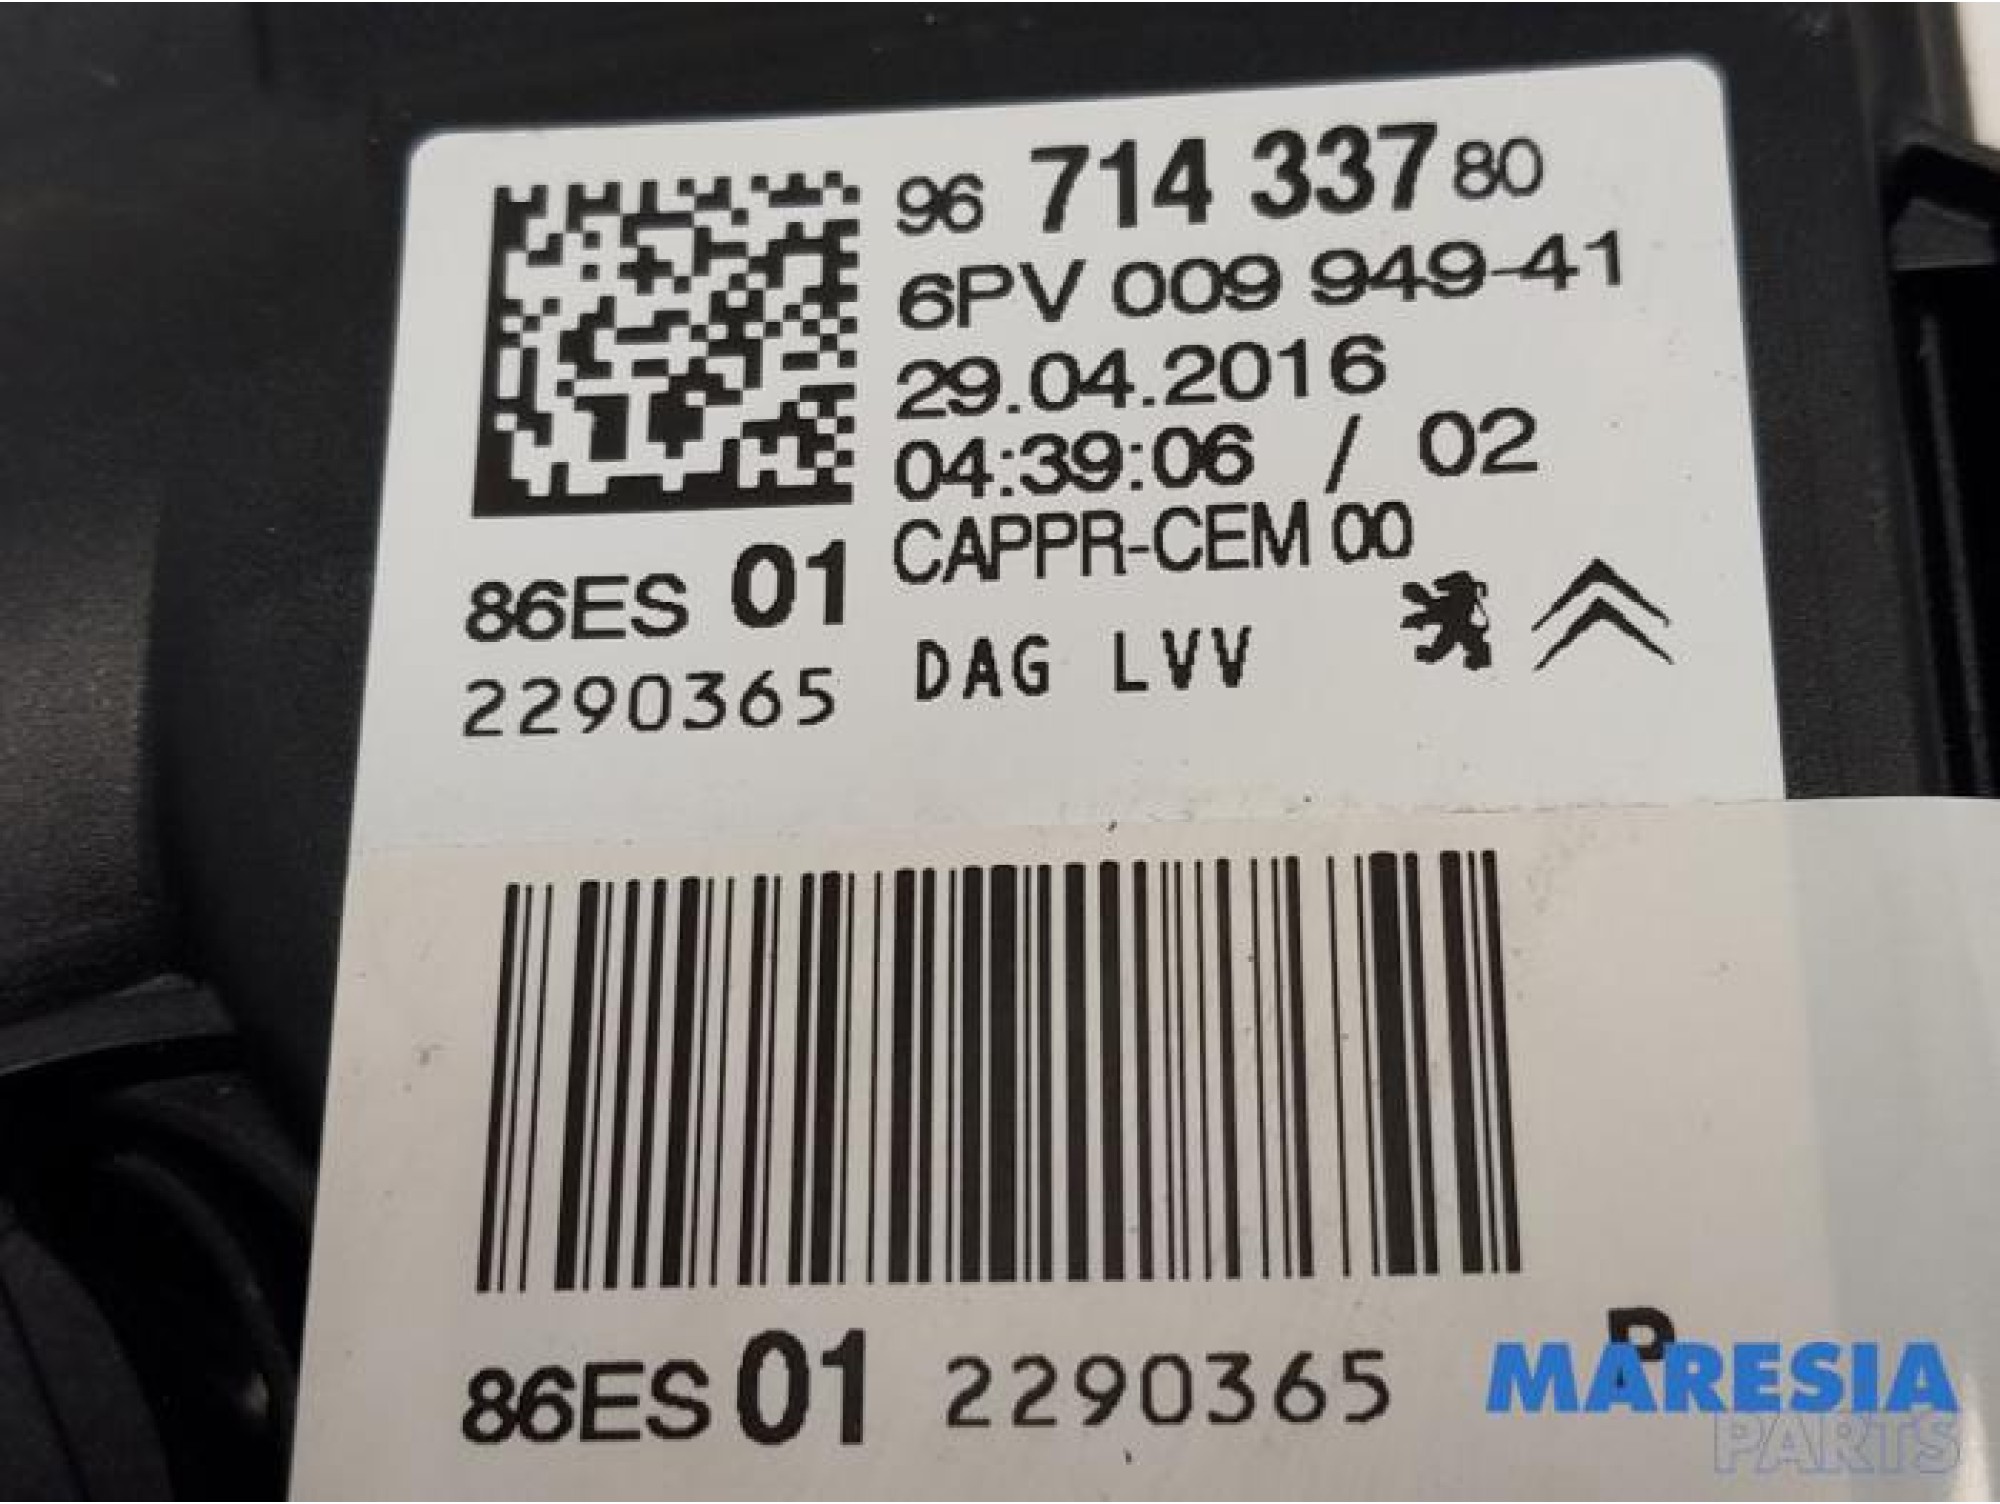 96 714 337 80
6PV 009 949-41
29.04.2016
04:39:06 / 02
CAPPR-CEM 00
86ES 01
2290365
DAG LVV
86ES 01 2290365
MARESIA
PARTS